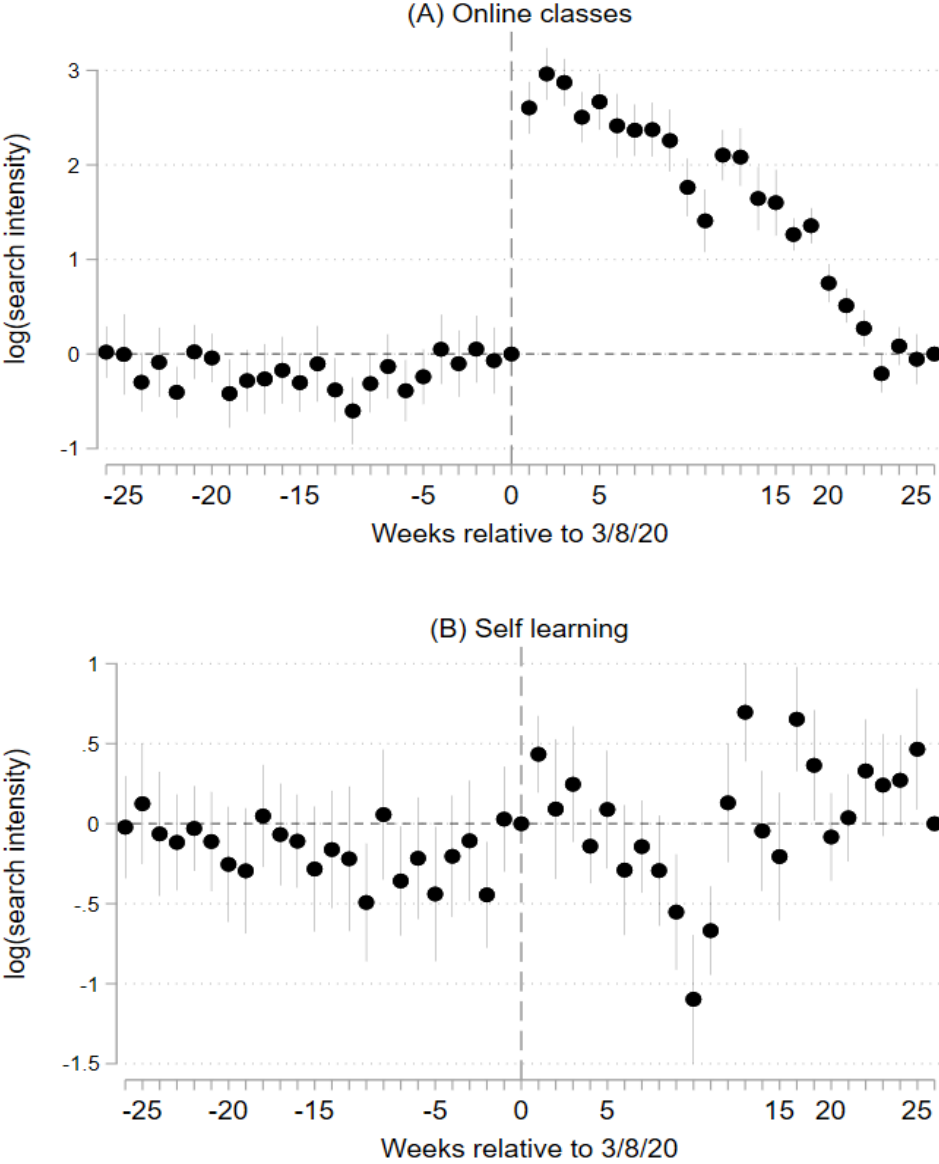 (A) Online classes
log(search intensity)
3
2
1
0
-1
-25 -20 -15 -5 0 5 15 20 25
Weeks relative to 3/8/20
(B) Self learning
log(search intensity)
1
.5
0
-.5
-1
-1.5
-25 -20 -15 -5 0 5 15 20 25
Weeks relative to 3/8/20